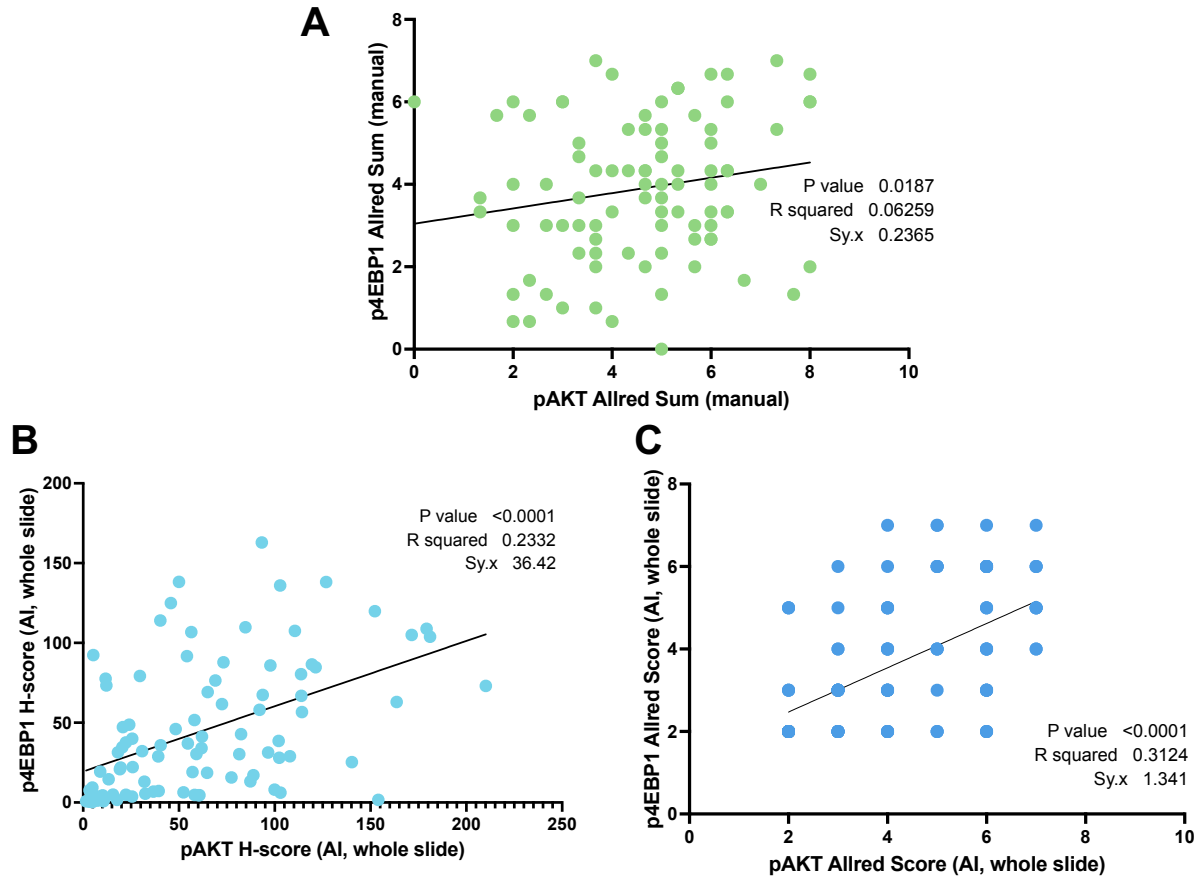 A
p4EBP1 Allred Sum (manual)
8
6
4
2
0
P value 0.0187
R squared 0.06259
Sy.x 0.2365
0 2 4 6 8 10
pAKT Allred Sum (manual)
B
p4EBP1 H-score (AI, whole slide)
200
150
100
50
0
P value <0.0001
R squared 0.2332
Sy.x 36.42
0 50 100 150 200 250
pAKT H-score (AI, whole slide)
C
p4EBP1 Allred Score (AI, whole slide)
8
6
4
2
0
P value <0.0001
R squared 0.3124
Sy.x 1.341
0 2 4 6 8 10
pAKT Allred Score (AI, whole slide)